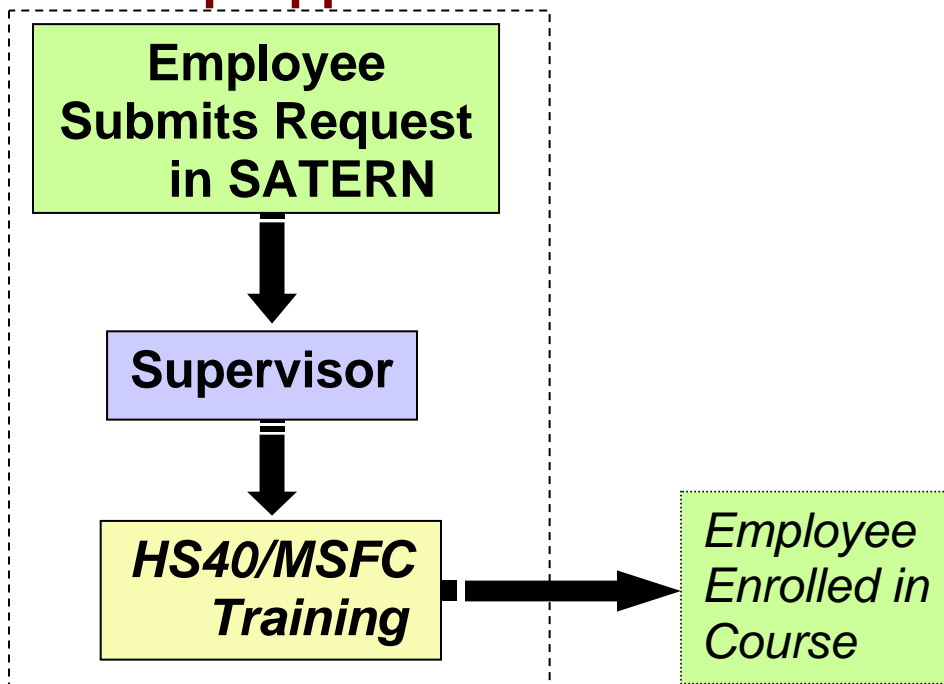 Employee
Submits Request
in SATERN
Supervisor
HS40/MSFC
Training
Employee
Enrolled in
Course